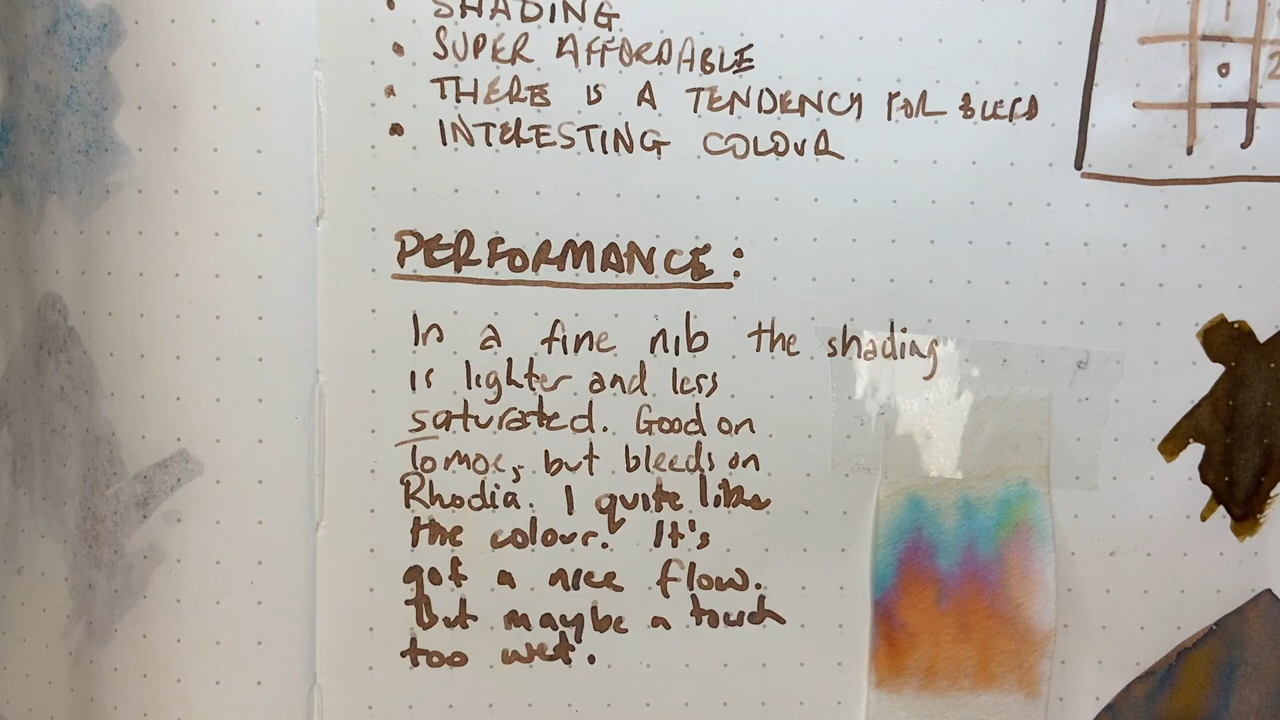 • SHADING
• SUPER AFFORDABLE
• THERE IS A TENDENCY FOR BLEED
• INTERESTING COLOUR
PERFORMANCE:
In a fine nib the shading
is lighter and less
saturated. Good on
Tomoe, but bleeds on
Rhodia. I quite like
the colour. It's
got a nice flow.
But maybe a touch
too wet.